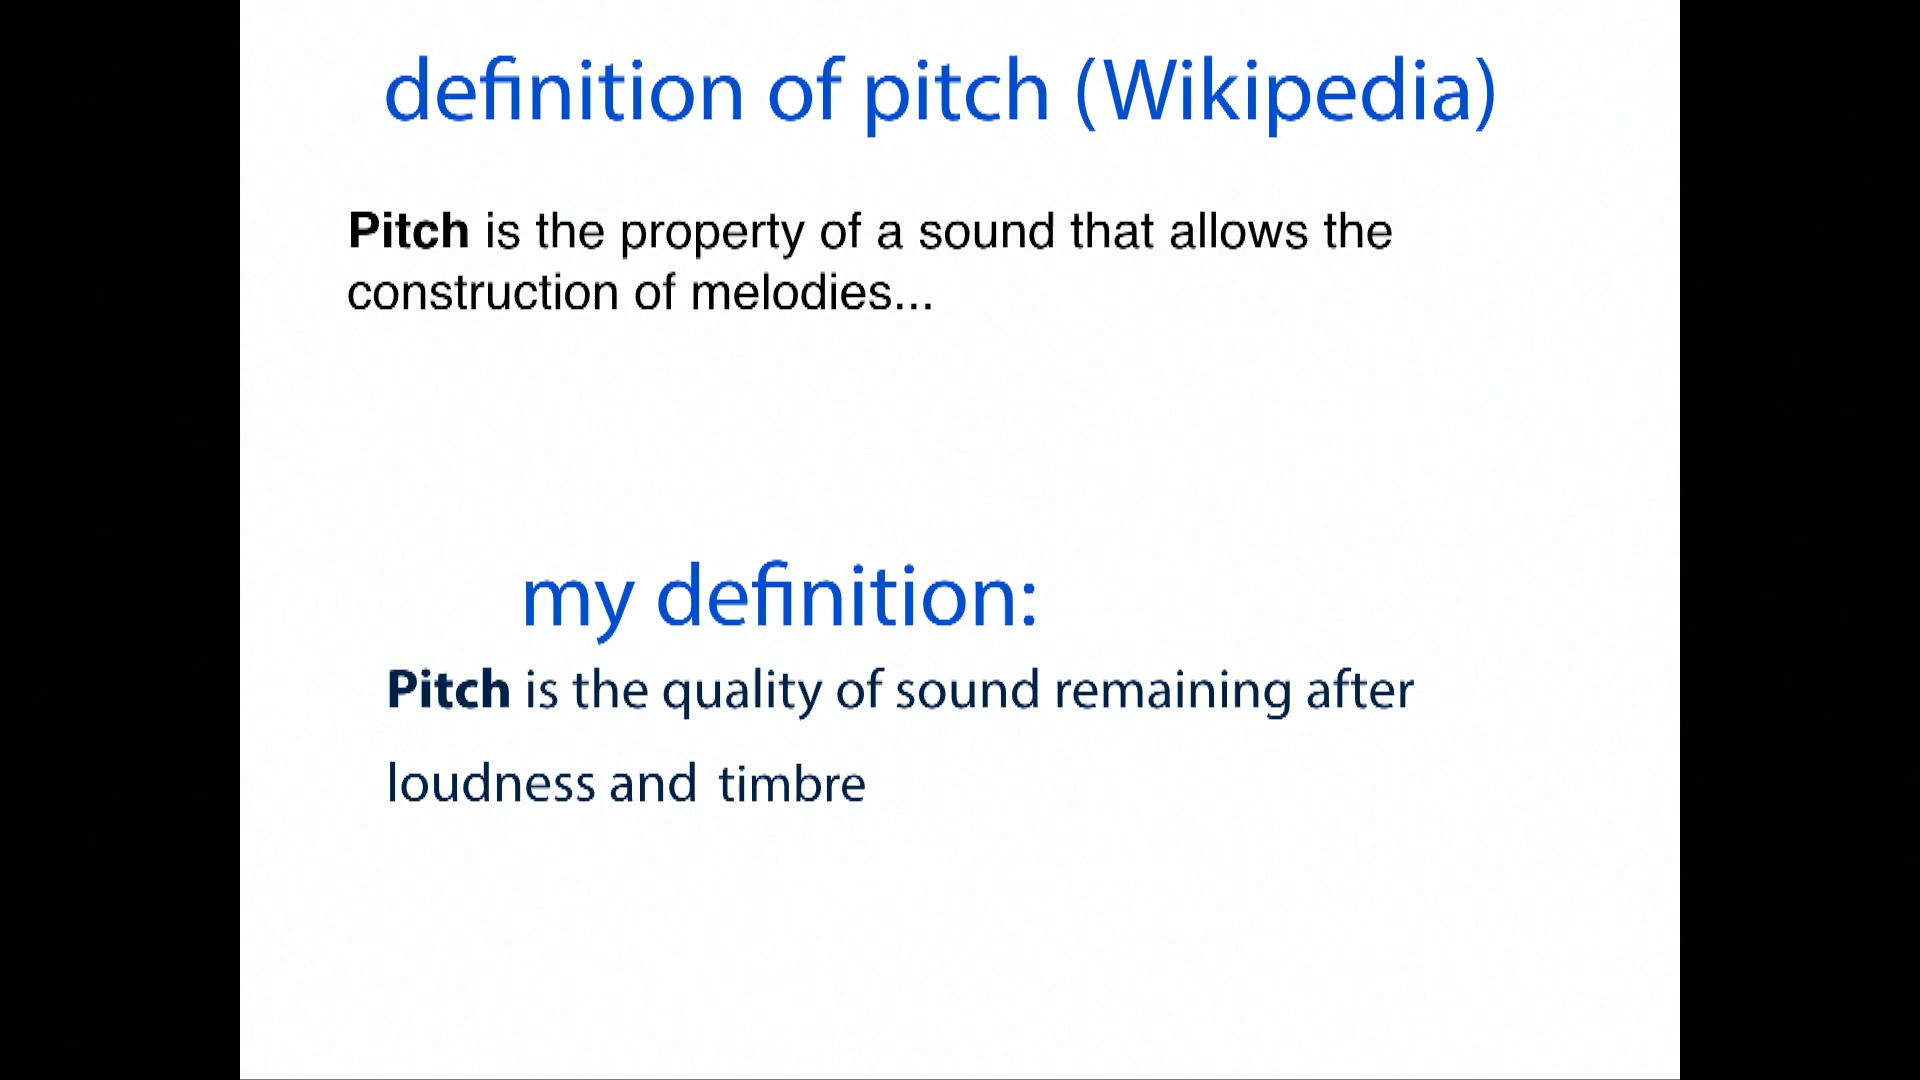 definition of pitch (Wikipedia)
Pitch is the property of a sound that allows the
construction of melodies...
my definition:
Pitch is the quality of sound remaining after
loudness and timbre